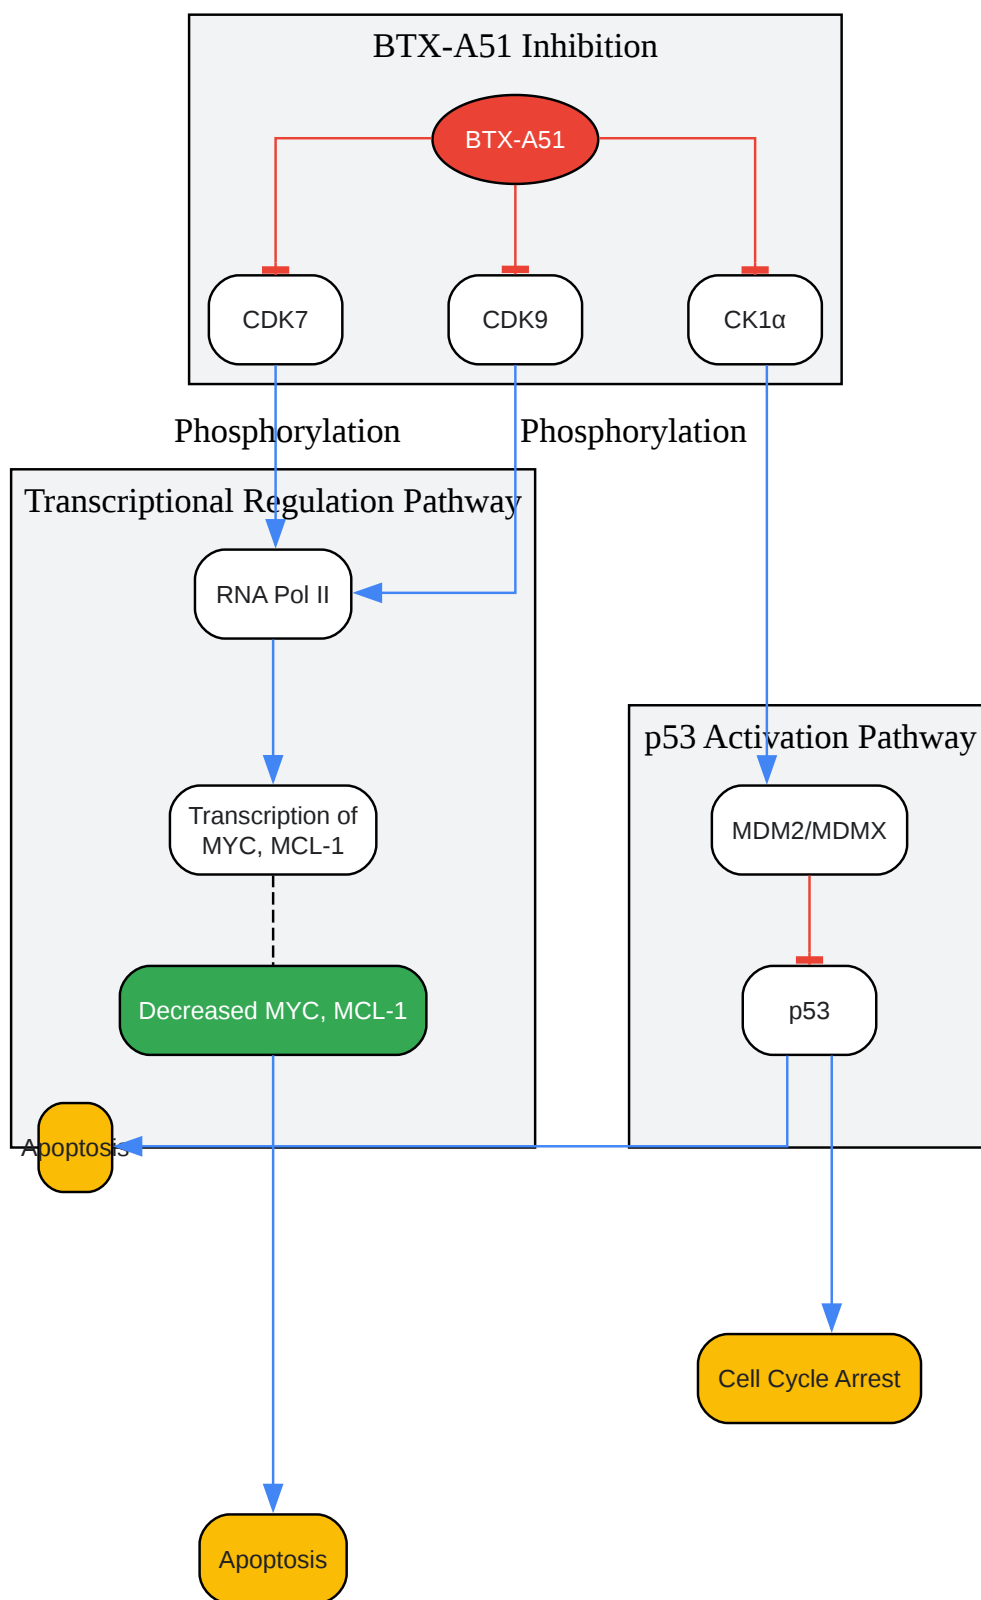 BTX-A51 Inhibition
BTX-A51
CDK7
CDK9
CK1α
Phosphorylation
Phosphorylation
Transcriptional Regulation Pathway
RNA Pol II
p53 Activation Pathway
Transcription of
MYC, MCL-1
MDM2/MDMX
Decreased MYC, MCL-1
p53
Apoptosis
Cell Cycle Arrest
Apoptosis